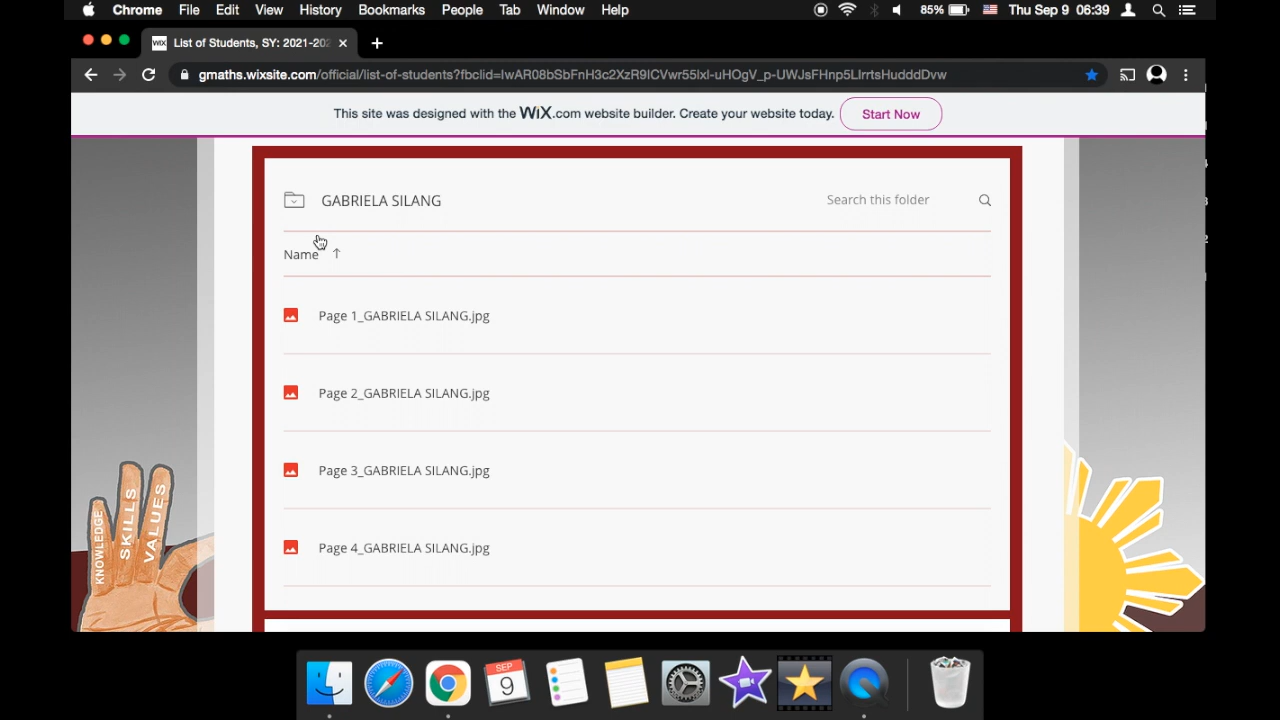 Chrome File Edit View History Bookmarks People Tab Window Help 85% Thu Sep 9 06:39
WiX List of Students, SY: 2021-202
gmaths.wixsite.com/official/list-of-students?fbclid=IwAR08bSbFnH3c2XzR9lCVwr55lxl-uHOgV_p-UWJsFHnp5LIrrtsHudddDvw
This site was designed with the WiX.com website builder. Create your website today. Start Now
GABRIELA SILANG Search this folder
Name ↑
Page 1_GABRIELA SILANG.jpg
Page 2_GABRIELA SILANG.jpg
Page 3_GABRIELA SILANG.jpg
Page 4_GABRIELA SILANG.jpg
KNOWLEDGE
SKILLS
VALUES
SEP
9